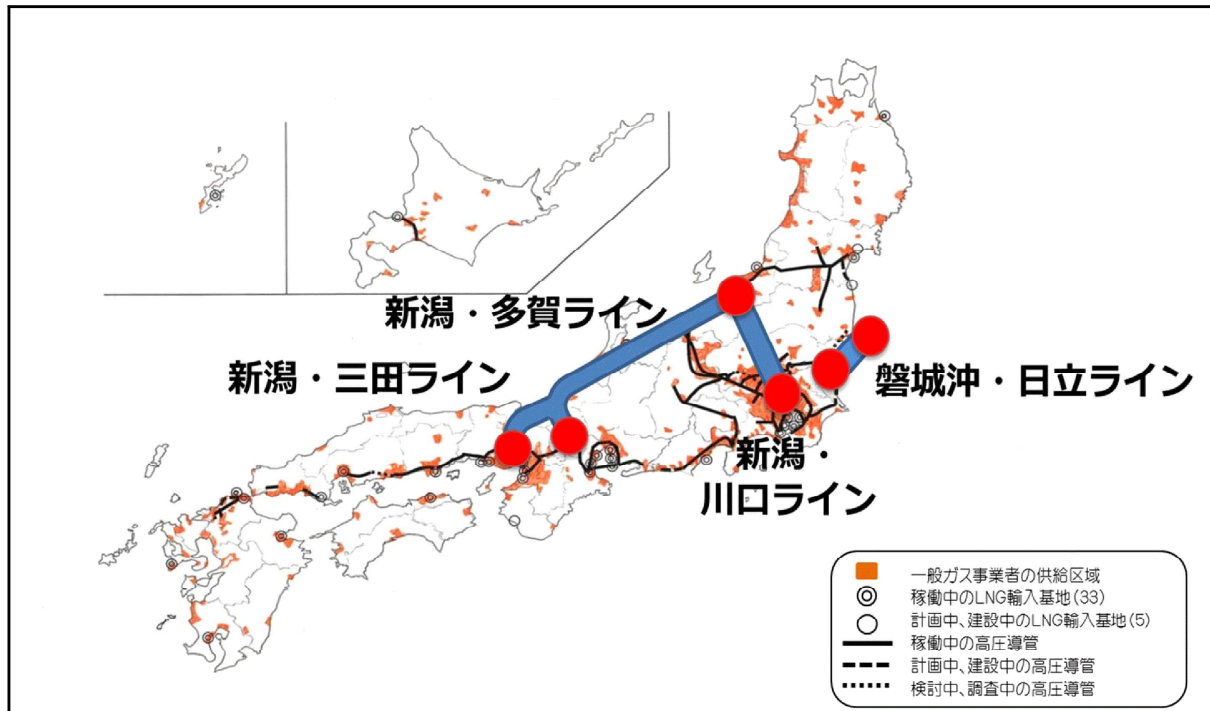 新潟・多賀ライン
新潟・三田ライン
磐城沖・日立ライン
新潟・
川口ライン
一般ガス事業者の供給区域
稼働中のLNG輸入基地(33)
計画中、建設中のLNG輸入基地(5)
稼働中の高圧導管
計画中、建設中の高圧導管
検討中、調査中の高圧導管